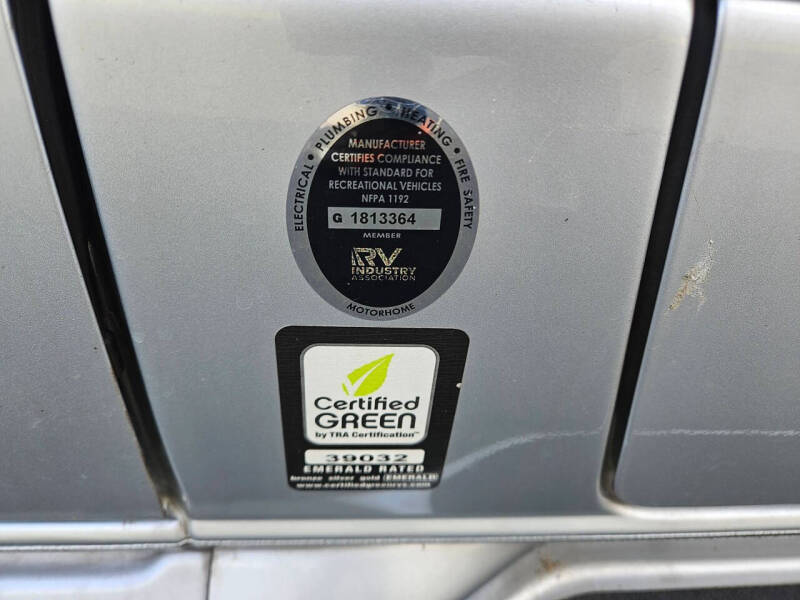 ELECTRICAL • PLUMBING • HEATING • FIRE SAFETY
MANUFACTURER
CERTIFIES COMPLIANCE
WITH STANDARD FOR
RECREATIONAL VEHICLES
NFPA 1192
G 1813364
MEMBER
RV
INDUSTRY
ASSOCIATION
MOTORHOME
Certified
GREEN
by TRA Certification™
39032
EMERALD RATED
bronze silver gold EMERALD
www.certifiedgreenrvs.com